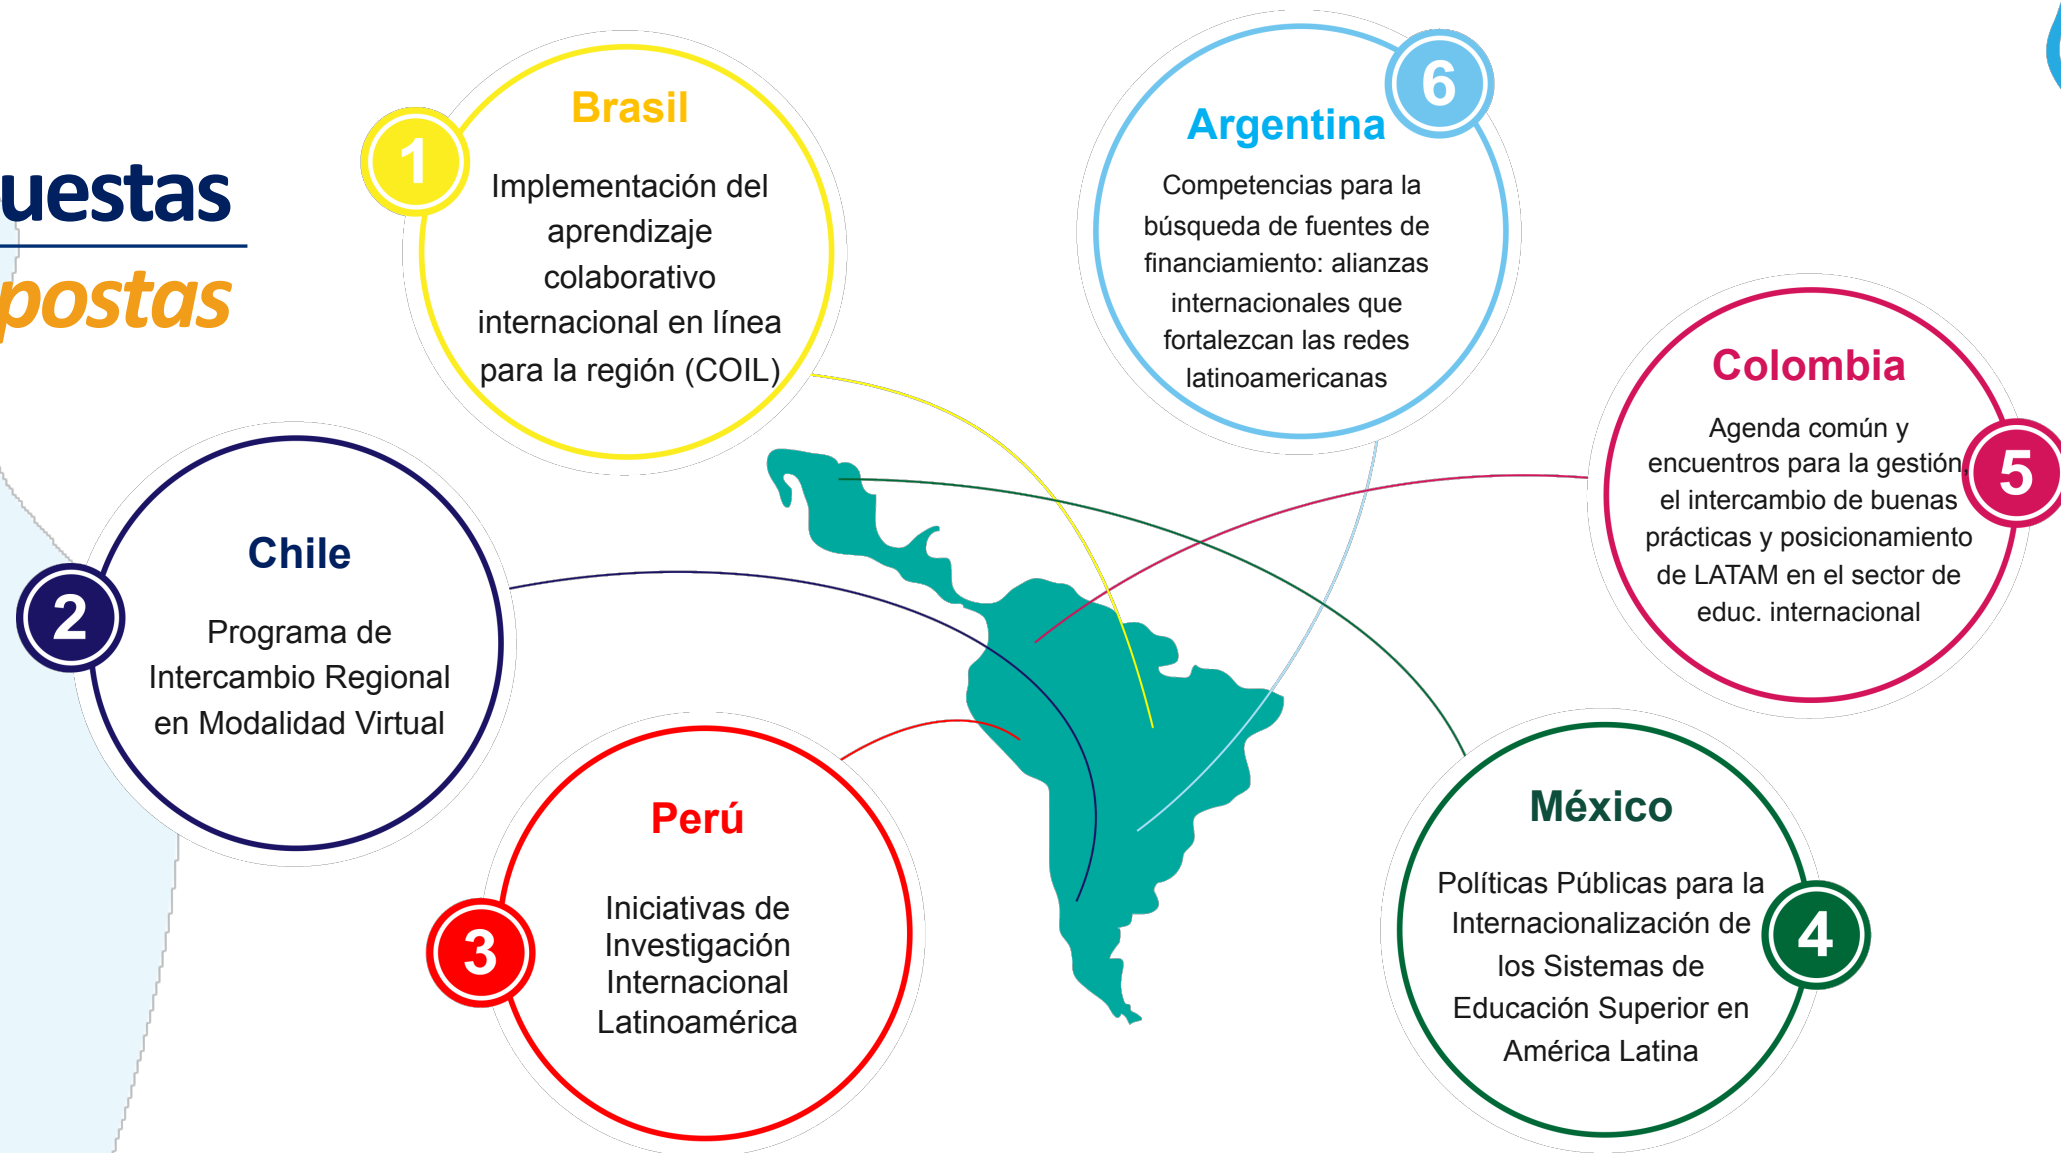 uestas
postas
1
Brasil
Implementación del
aprendizaje
colaborativo
internacional en línea
para la región (COIL)
2
Chile
Programa de
Intercambio Regional
en Modalidad Virtual
3
Perú
Iniciativas de
Investigación
Internacional
Latinoamérica
4
México
Políticas Públicas para la
Internacionalización de
los Sistemas de
Educación Superior en
América Latina
5
Colombia
Agenda común y
encuentros para la gestión,
el intercambio de buenas
prácticas y posicionamiento
de LATAM en el sector de
educ. internacional
6
Argentina
Competencias para la
búsqueda de fuentes de
financiamiento: alianzas
internacionales que
fortalezcan las redes
latinoamericanas